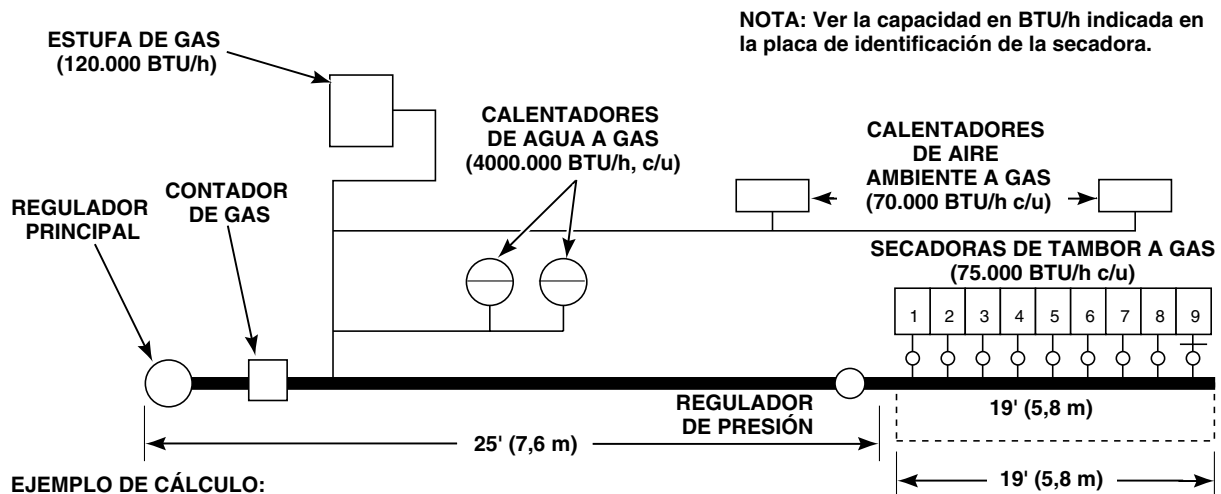 NOTA: Ver la capacidad en BTU/h indicada en
la placa de identificación de la secadora.
ESTUFA DE GAS
(120.000 BTU/h)
CALENTADORES
DE AGUA A GAS
(4000.000 BTU/h, c/u)
CALENTADORES
DE AIRE
AMBIENTE A GAS
(70.000 BTU/h c/u)
CONTADOR
DE GAS
REGULADOR
PRINCIPAL
SECADORAS DE TAMBOR A GAS
(75.000 BTU/h c/u)
1 2 3 4 5 6 7 8 9
REGULADOR
DE PRESIÓN
19' (5,8 m)
25' (7,6 m)
19' (5,8 m)
EJEMPLO DE CÁLCULO: